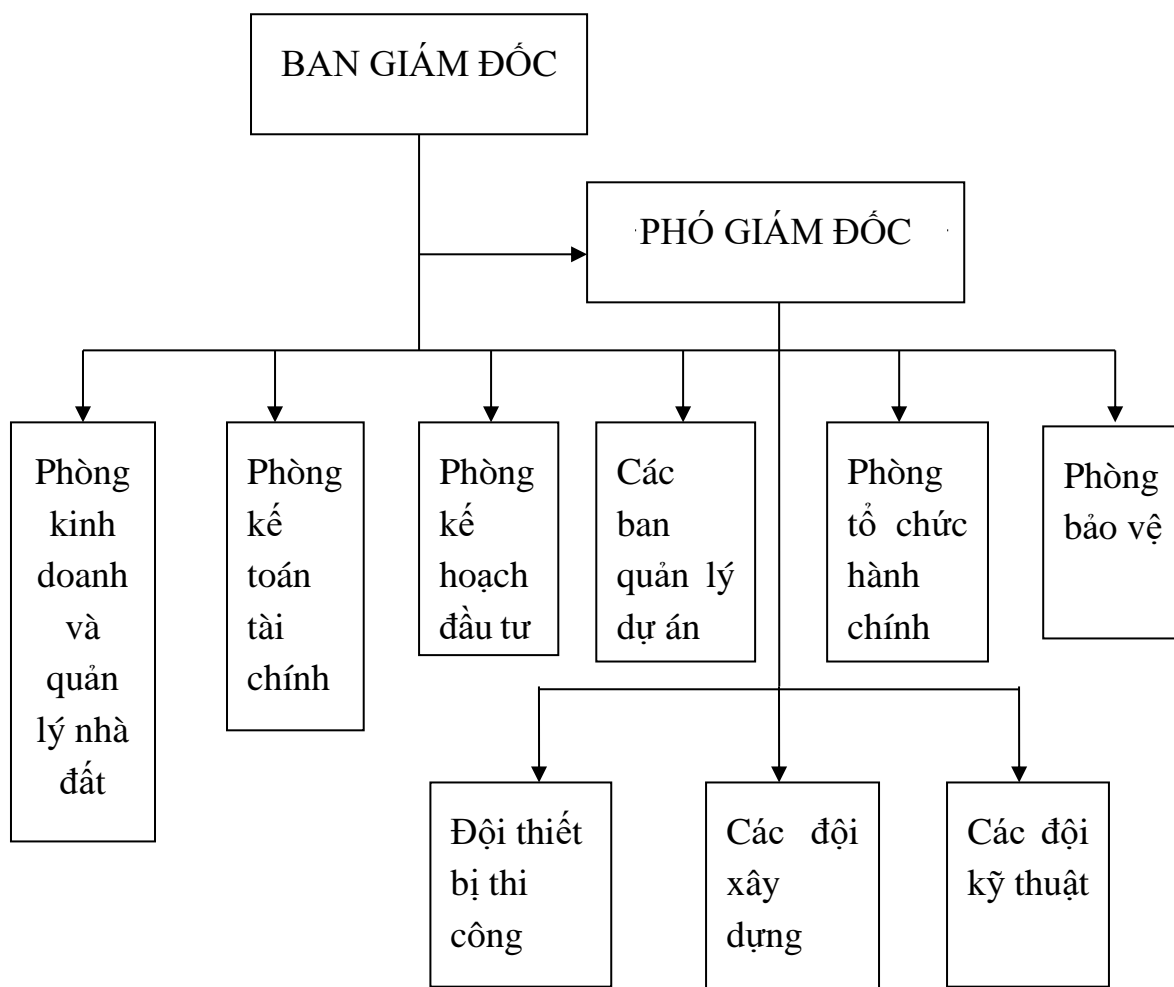 BAN GIÁM ĐỐC
PHÓ GIÁM ĐỐC
Phòng
kinh
doanh
và
quản
lý nhà
đất
Phòng
kế
toán
tài
chính
Phòng
kế
hoạch
đầu tư
Các
ban
quản lý
dự án
Phòng
tổ chức
hành
chính
Phòng
bảo vệ
Đội thiết
bị thi
công
Các đội
xây
dựng
Các đội
kỹ thuật